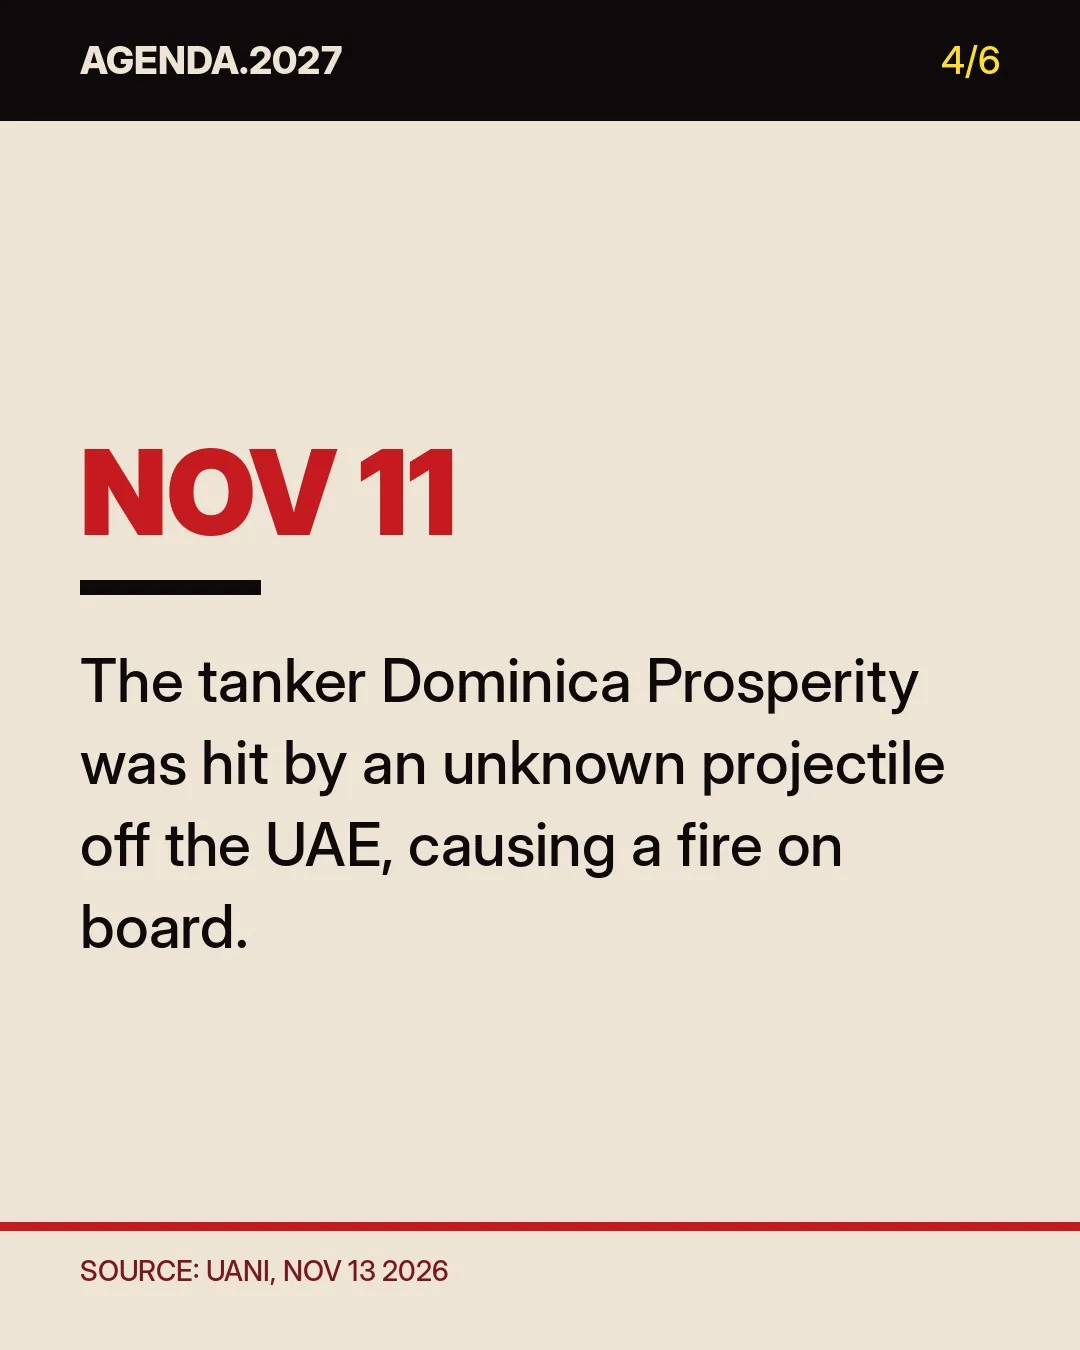 AGENDA.2027
4/6
NOV 11
The tanker Dominica Prosperity
was hit by an unknown projectile
off the UAE, causing a fire on
board.
SOURCE: UANI, NOV 13 2026